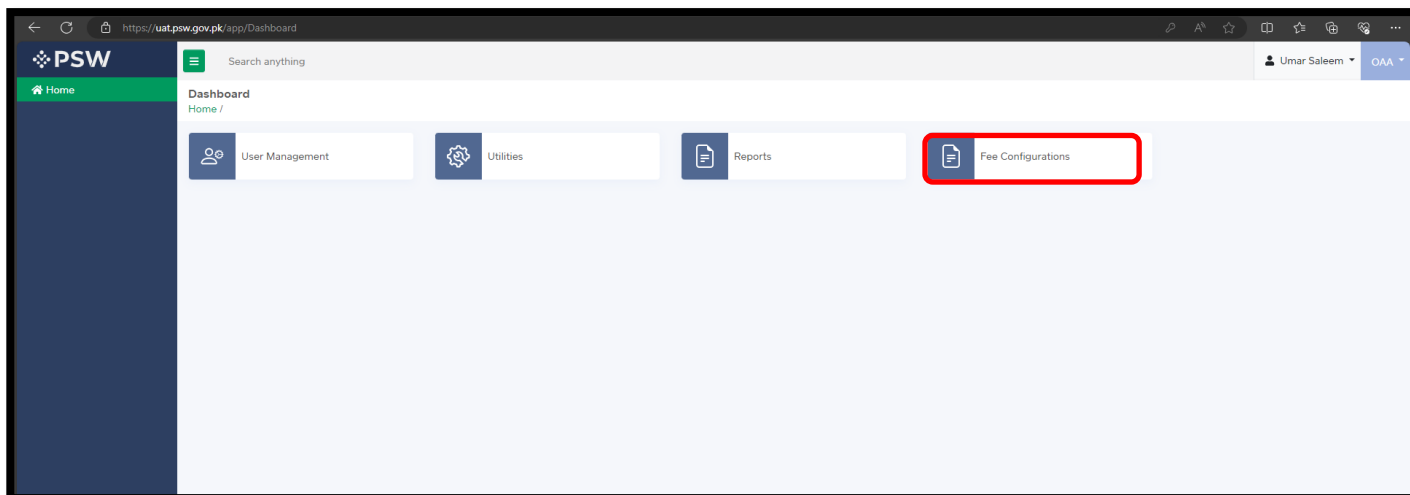 https://uat.psw.gov.pk/app/Dashboard
PSW
Search anything
Umar Saleem
OAA
Home
Dashboard
Home /
User Management
Utilities
Reports
Fee Configurations